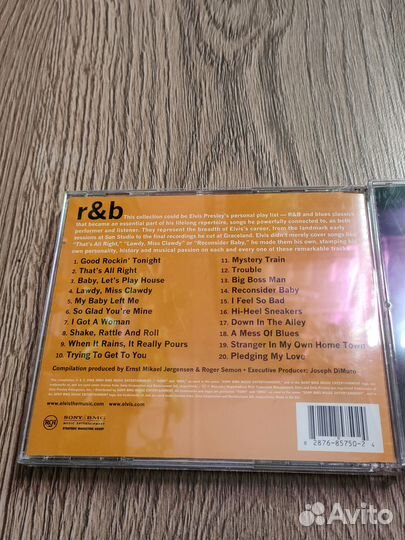 r&b
This collection could be Elvis Presley's personal play list — R&B and blues classics
that became an essential part of his lifelong repertoire, songs he powerfully connected to, as both
performer and listener. They represent the breadth of Elvis's career, from the landmark early
sessions at Sun Studio to the final recordings he cut at Graceland. Elvis didn't merely cover songs like
"That's All Right," "Lawdy, Miss Clawdy" or "Reconsider Baby," he made them his own, stamping his
own personality, history and musical passion on each and every one of these remarkable tracks.
1. Good Rockin' Tonight
2. That's All Right
3. Baby, Let's Play House
4. Lawdy, Miss Clawdy
5. My Baby Left Me
6. So Glad You're Mine
7. I Got A Woman
8. Shake, Rattle And Roll
9. When It Rains, It Really Pours
10. Trying To Get To You
11. Mystery Train
12. Trouble
13. Big Boss Man
14. Reconsider Baby
15. I Feel So Bad
16. Hi-Heel Sneakers
17. Down In The Alley
18. A Mess Of Blues
19. Stranger In My Own Home Town
20. Pledging My Love
Compilation produced by Ernst Mikael Jørgensen & Roger Semon • Executive Producer: Joseph DiMuro
RCA
SONY BMG
MUSIC ENTERTAINMENT
STRATEGIC MARKETING GROUP
www.elvisthemusic.com www.elvis.com
8 28768-85750-2 4
Avito